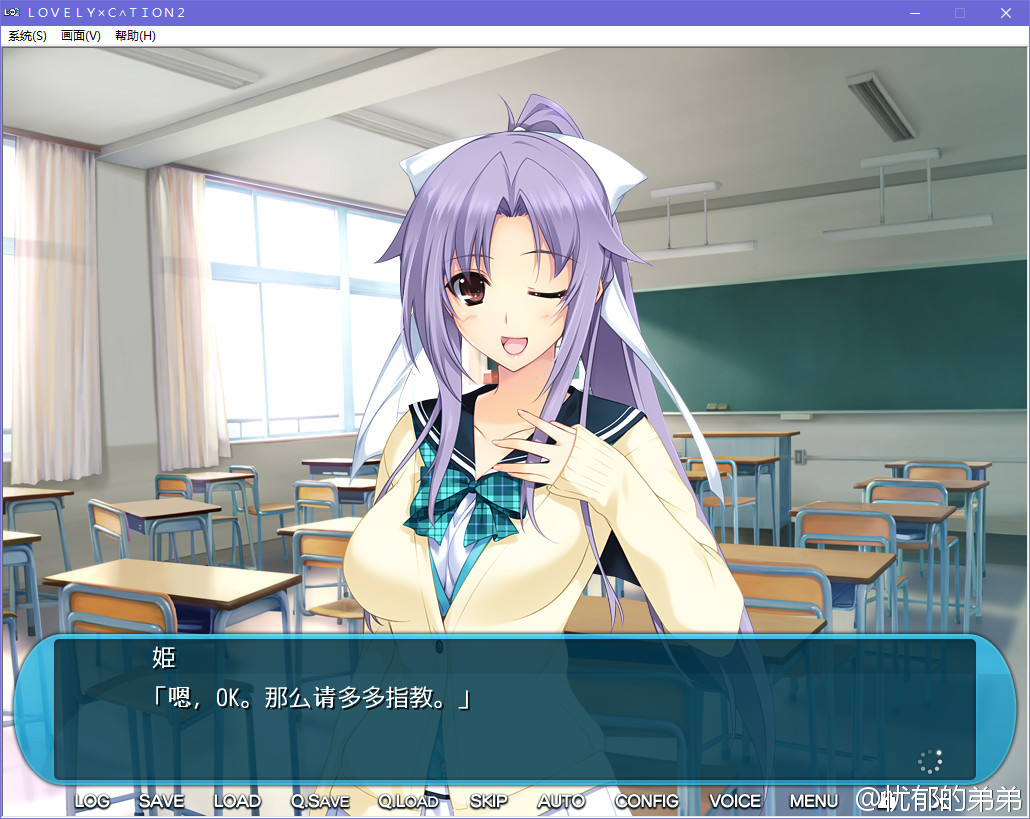 LOVELY×C∧TION2
系统(S) 画面(V) 帮助(H)
姫
「嗯，OK。那么请多多指教。」
LOG SAVE LOAD Q.SAVE Q.LOAD SKIP AUTO CONFIG VOICE MENU
@忧郁的弟弟